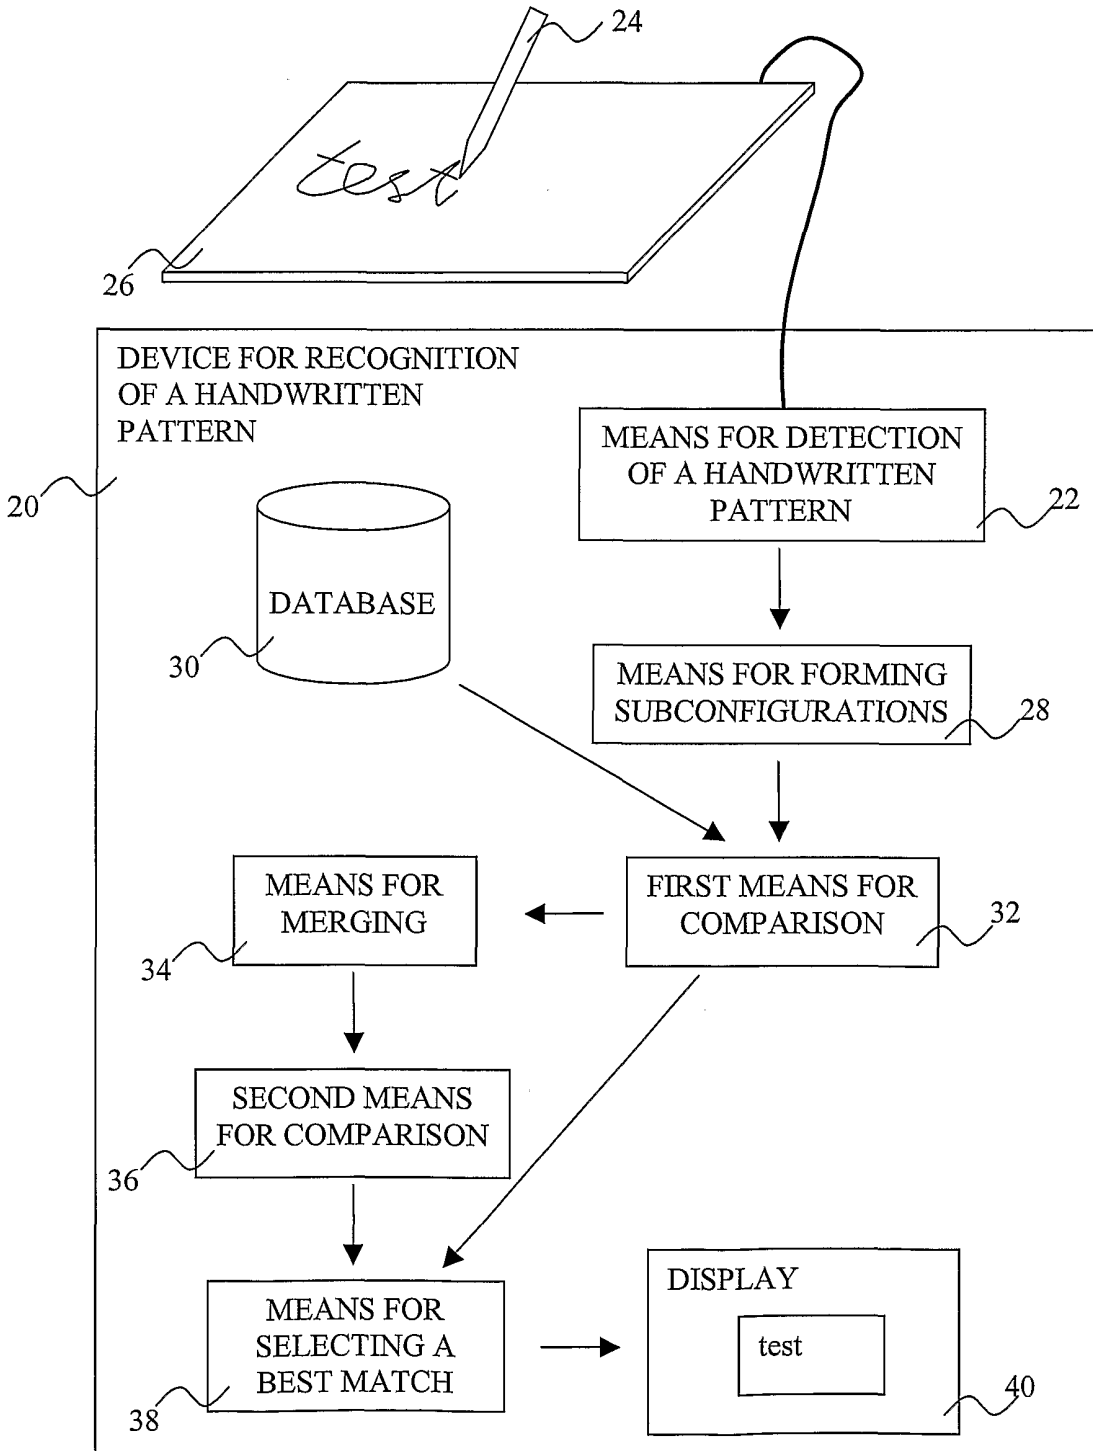 24
test
26
DEVICE FOR RECOGNITION
OF A HANDWRITTEN
PATTERN
20
MEANS FOR DETECTION
OF A HANDWRITTEN
PATTERN
22
DATABASE
30
MEANS FOR FORMING
SUBCONFIGURATIONS
28
MEANS FOR
MERGING
34
FIRST MEANS FOR
COMPARISON
32
SECOND MEANS
FOR COMPARISON
36
MEANS FOR
SELECTING A
BEST MATCH
38
DISPLAY
test
40